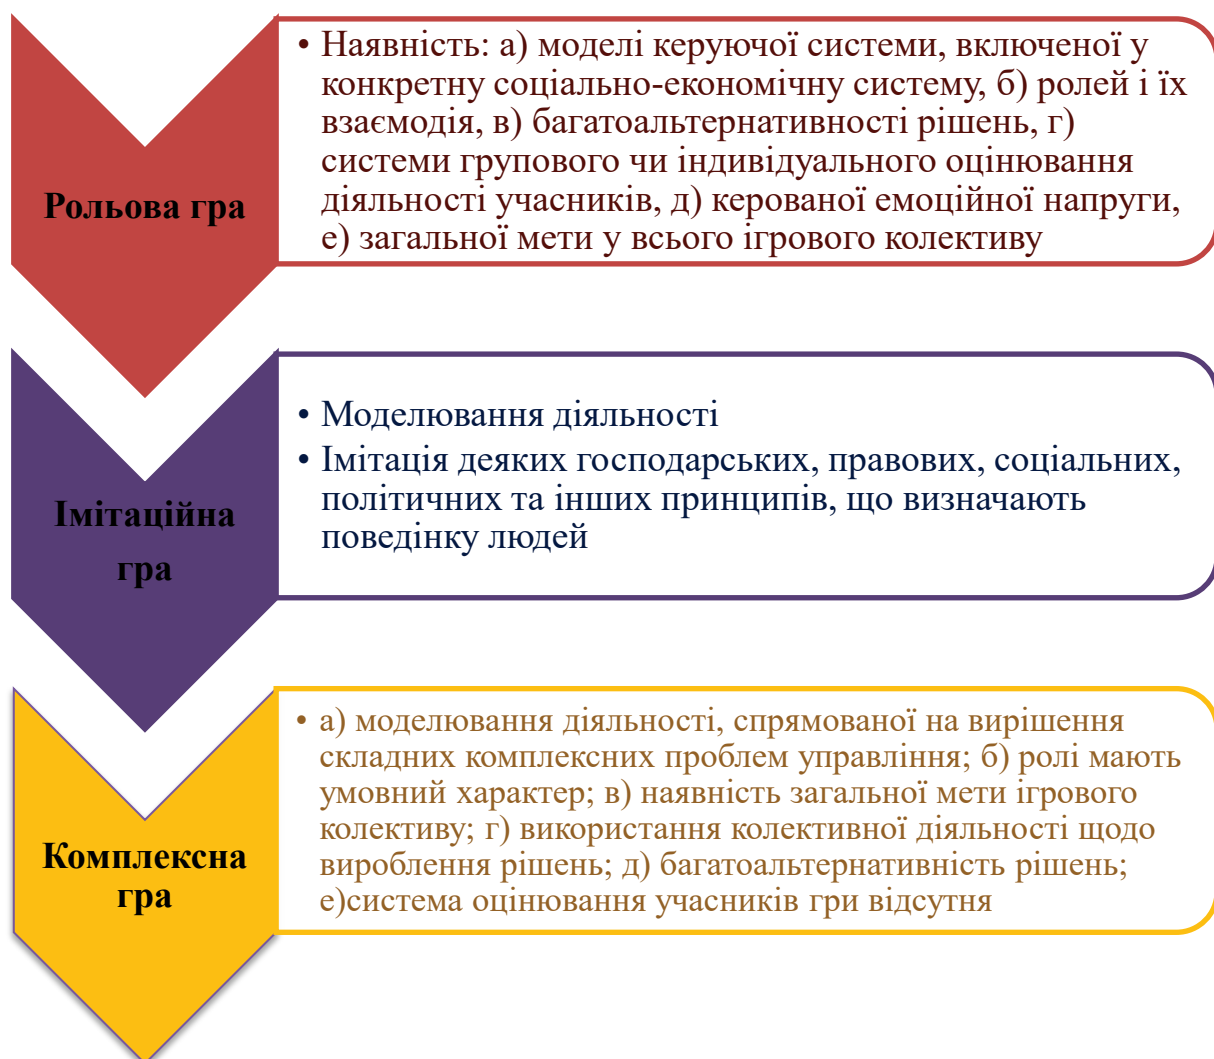 Рольова гра
• Наявність: а) моделі керуючої системи, включеної у
конкретну соціально-економічну систему, б) ролей і їх
взаємодія, в) багатоальтернативності рішень, г)
системи групового чи індивідуального оцінювання
діяльності учасників, д) керованої емоційної напруги,
е) загальної мети у всього ігрового колективу
Імітаційна
гра
• Моделювання діяльності
• Імітація деяких господарських, правових, соціальних,
політичних та інших принципів, що визначають
поведінку людей
Комплексна
гра
• а) моделювання діяльності, спрямованої на вирішення
складних комплексних проблем управління; б) ролі мають
умовний характер; в) наявність загальної мети ігрового
колективу; г) використання колективної діяльності щодо
вироблення рішень; д) багатоальтернативність рішень;
е)система оцінювання учасників гри відсутня